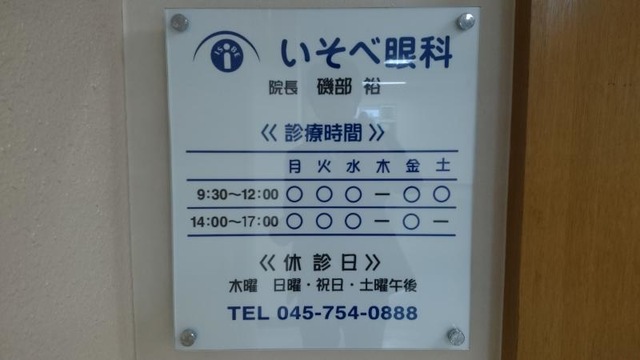 ISOBE
いそべ眼科
院長 磯部 裕
《診療時間》
月 火 水 木 金 土
9:30〜12:00 ○ ○ ○ ー ○ ○
14:00〜17:00 ○ ○ ○ ー ○ ー
《休診日》
木曜 日曜・祝日・土曜午後
TEL 045-754-0888